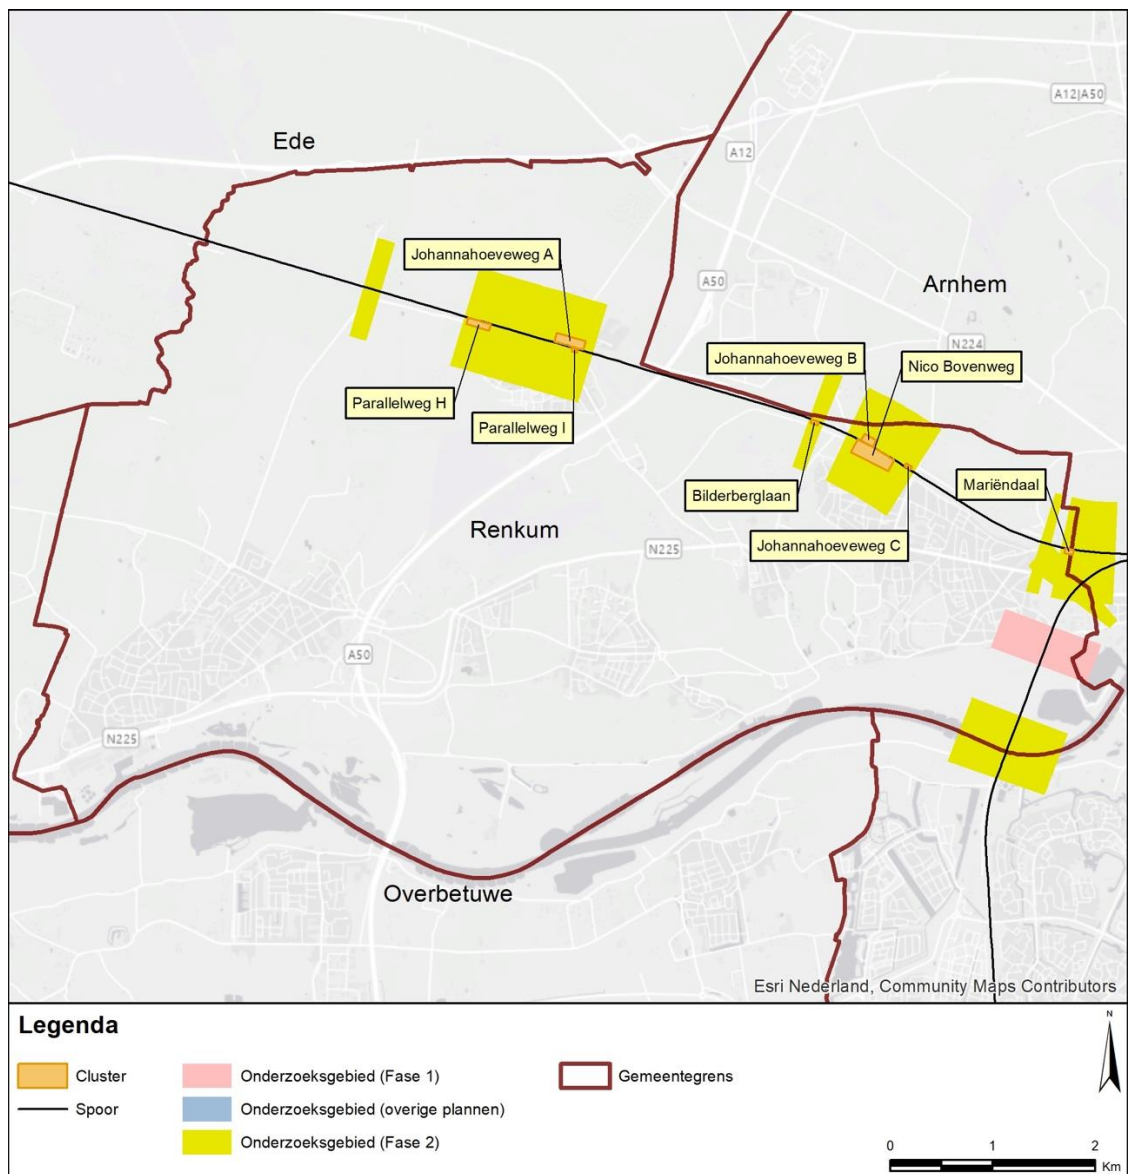 A12|A50
Ede
A12
Johannahoeveweg A
A50
Arnhem
N224
Johannahoeveweg B
Nico Bovenweg
Parallelweg H
Parallelweg I
Mariëndaal
Bilderberglaan
Renkum
Johannahoeveweg C
N225
A50
N225
Overbetuwe
Esri Nederland, Community Maps Contributors
Legenda
N
Cluster
Onderzoeksgebied (Fase 1)
Gemeentegrens
Spoor
Onderzoeksgebied (overige plannen)
Onderzoeksgebied (Fase 2)
0 1 2
Km